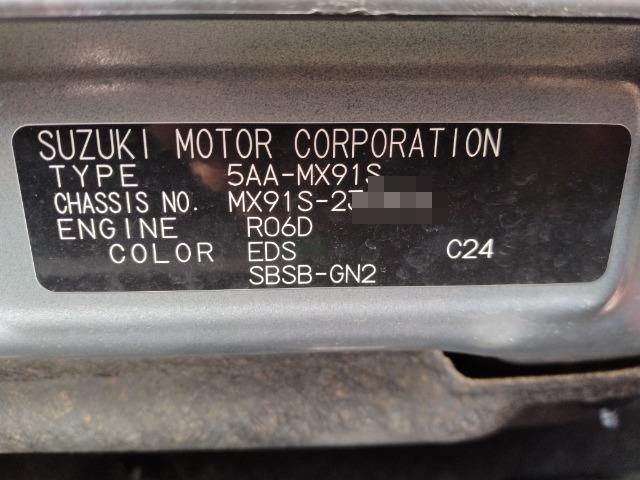 SUZUKI MOTOR CORPORATION
TYPE 5AA-MX91S
CHASSIS NO. MX91S-2
ENGINE R06D
COLOR EDS C24
SBSB-GN2